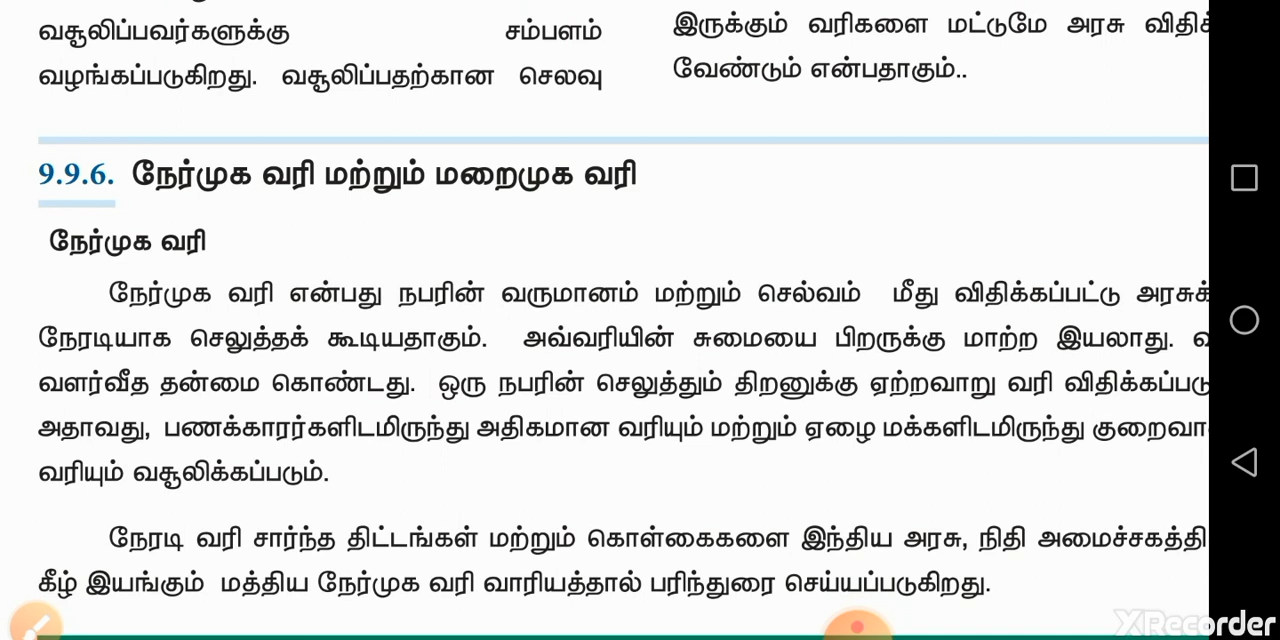 வசூலிப்பவர்களுக்கு சம்பளம்
வழங்கப்படுகிறது. வசூலிப்பதற்கான செலவு
இருக்கும் வரிகளை மட்டுமே அரசு
வேண்டும் என்பதாகும்..
9.9.6. நேர்முக வரி மற்றும் மறைமுக வரி
நேர்முக வரி
நேர்முக வரி என்பது நபரின் வருமானம் மற்றும் செல்வம் மீது விதிக்கப்பட்டு
நேரடியாக செலுத்தக் கூடியதாகும். அவ்வரியின் சுமையை பிறருக்கு மாற்ற இயலாது.
வளர்வீத தன்மை கொண்டது. ஒரு நபரின் செலுத்தும் திறனுக்கு ஏற்றவாறு வரி
அதாவது, பணக்காரர்களிடமிருந்து அதிகமான வரியும் மற்றும் ஏழை மக்களிடமிருந்து
வரியும் வசூலிக்கப்படும்.
நேரடி வரி சார்ந்த திட்டங்கள் மற்றும் கொள்கைகளை இந்திய அரசு, நிதி
கீழ் இயங்கும் மத்திய நேர்முக வரி வாரியத்தால் பரிந்துரை செய்யப்படுகிறது.
XRecorder